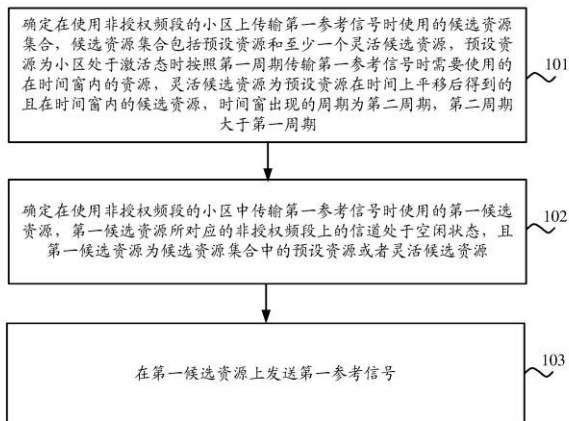 确定在使用非授权频段的小区上传输第一参考信号时使用的候选资源
集合，候选资源集合包括预设资源和至少一个灵活候选资源，预设资
源为小区处于激活态时按照第一周期传输第一参考信号时需要使用的
在时间窗内的资源，灵活候选资源为预设资源在时间上平移后得到的
且在时间窗内的候选资源，时间窗出现的周期为第二周期，第二周期
大于第一周期
101
确定在使用非授权频段的小区中传输第一参考信号时使用的第一候选
资源，第一候选资源所对应的非授权频段上的信道处于空闲状态，且
第一候选资源为候选资源集合中的预设资源或者灵活候选资源
102
在第一候选资源上发送第一参考信号
103